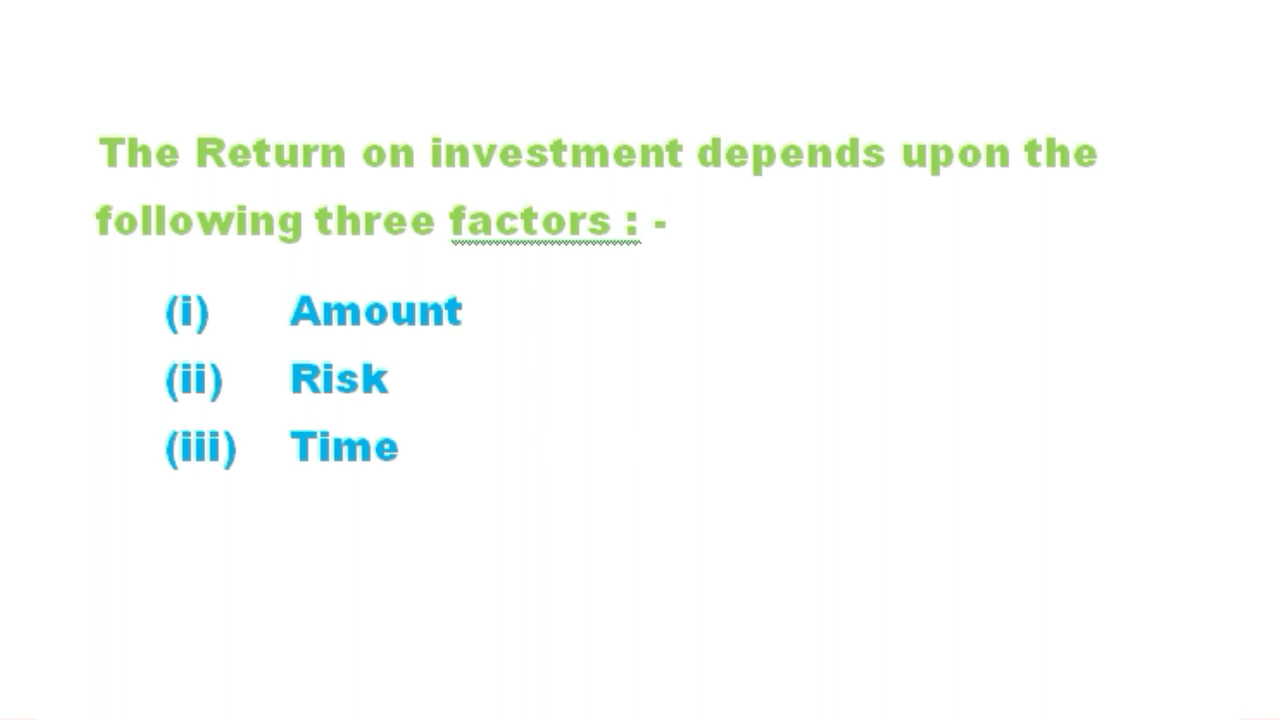 The Return on investment depends upon the
following three factors : -
(i) Amount
(ii) Risk
(iii) Time